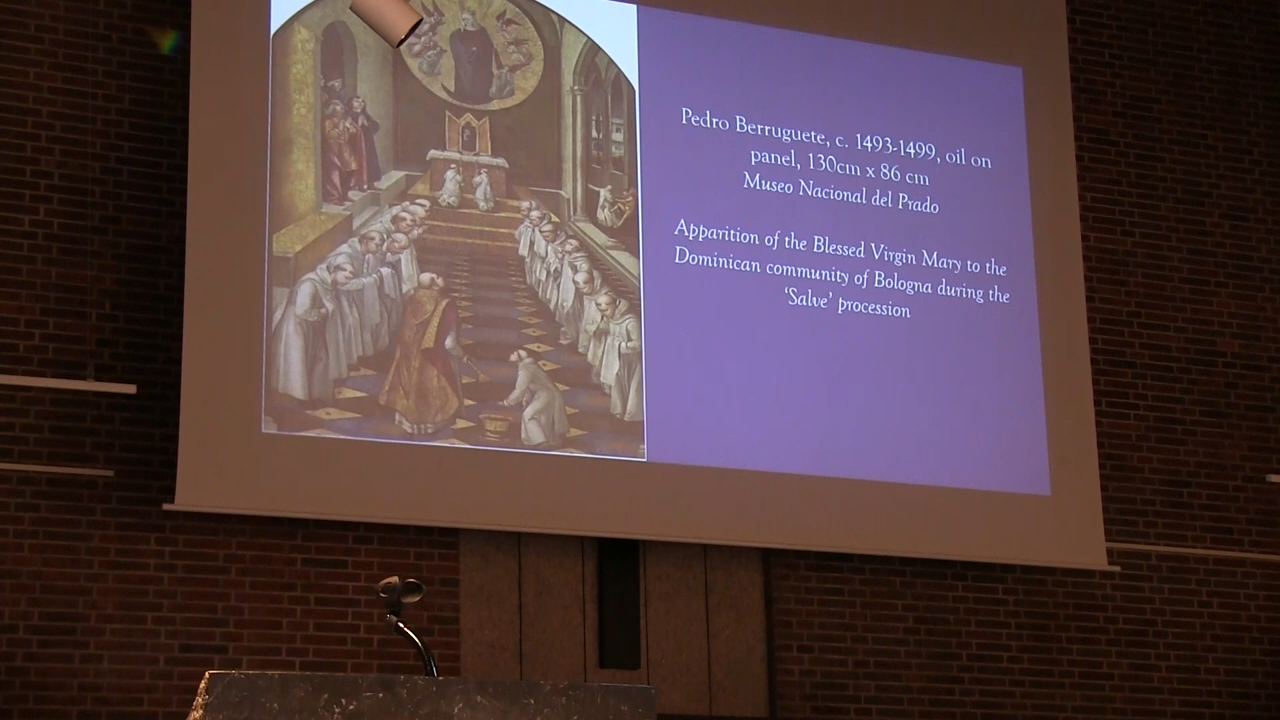 Pedro Berruguete, c. 1493-1499, oil on
panel, 130cm x 86 cm
Museo Nacional del Prado
Apparition of the Blessed Virgin Mary to the
Dominican community of Bologna during the
‘Salve’ procession